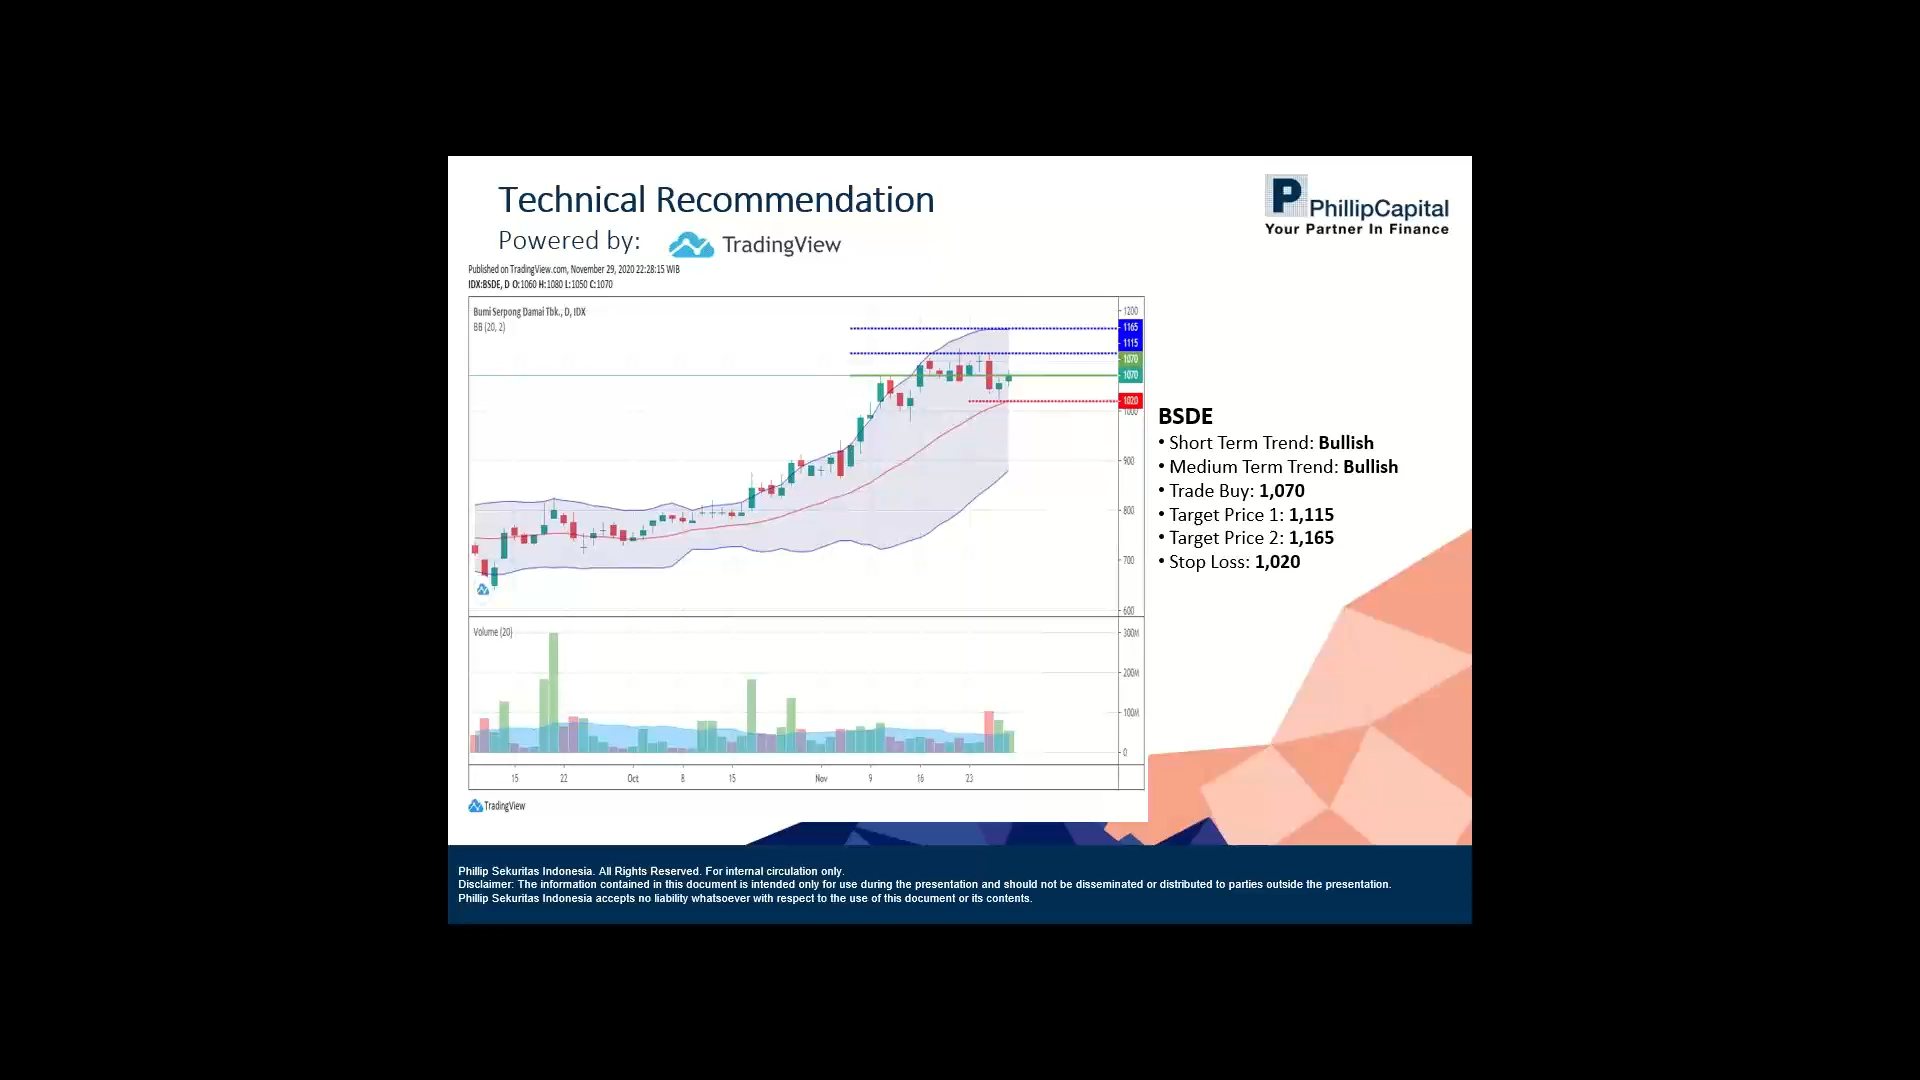 Technical Recommendation
Powered by:
TradingView
P
PhillipCapital
Your Partner In Finance
Published on TradingView.com, November 29, 2020 22:28:15 WIB
IDX:BSDE, D O:1060 H:1080 L:1050 C:1070
Bumi Serpong Damai Tbk., D, IDX
BB (20, 2)
1200
1165
1115
1070
1070
1020
1000
900
800
700
600
Volume (20)
300M
200M
100M
0
15
22
Oct
8
15
Nov
9
16
23
TradingView
BSDE
• Short Term Trend: Bullish
• Medium Term Trend: Bullish
• Trade Buy: 1,070
• Target Price 1: 1,115
• Target Price 2: 1,165
• Stop Loss: 1,020
Phillip Sekuritas Indonesia. All Rights Reserved. For internal circulation only.
Disclaimer: The information contained in this document is intended only for use during the presentation and should not be disseminated or distributed to parties outside the presentation.
Phillip Sekuritas Indonesia accepts no liability whatsoever with respect to the use of this document or its contents.